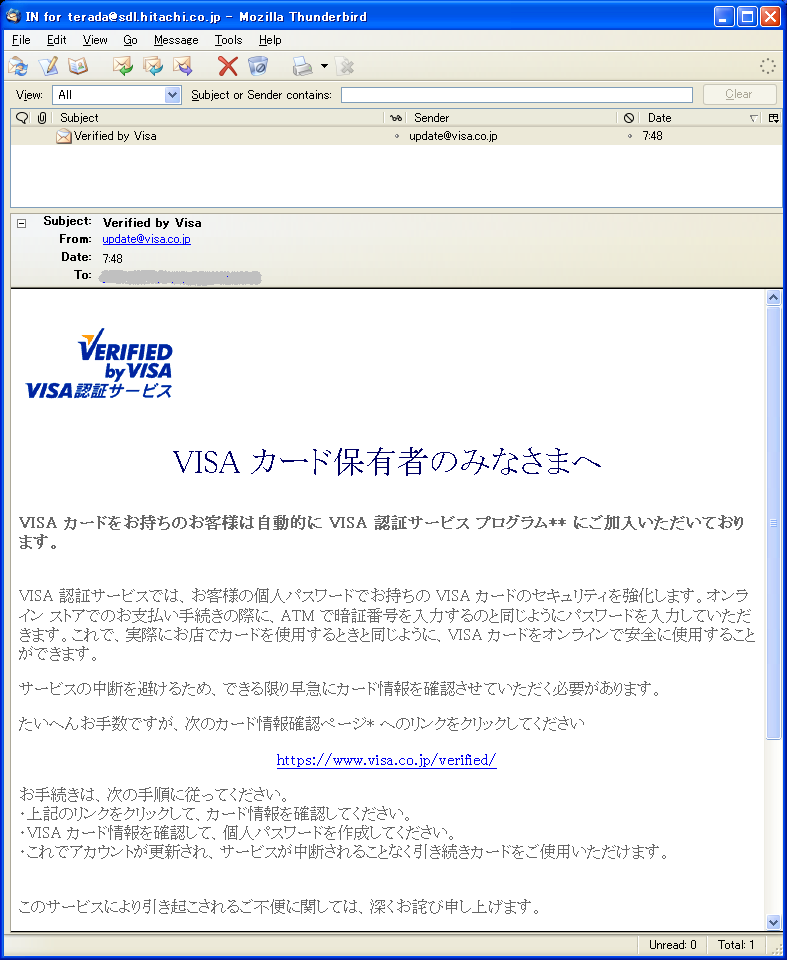 IN for terada@sdl.hitachi.co.jp - Mozilla Thunderbird
File Edit View Go Message Tools Help
View: All Subject or Sender contains: Clear
Subject Sender Date
Verified by Visa update@visa.co.jp 7:48
Subject: Verified by Visa
From: update@visa.co.jp
Date: 7:48
To:
VERIFIED
by VISA
VISA認証サービス
VISA カード保有者のみなさまへ
VISA カードをお持ちのお客様は自動的に VISA 認証サービス プログラム** にご加入いただいており
ます。
VISA 認証サービスでは、お客様の個人パスワードでお持ちの VISA カードのセキュリティを強化します。オンラ
イン ストアでのお支払い手続きの際に、ATM で暗証番号を入力するのと同じようにパスワードを入力していただ
きます。これで、実際にお店でカードを使用するときと同じように、VISA カードをオンラインで安全に使用すること
ができます。
サービスの中断を避けるため、できる限り早急にカード情報を確認させていただく必要があります。
たいへんお手数ですが、次のカード情報確認ページ* へのリンクをクリックしてください
https://www.visa.co.jp/verified/
お手続きは、次の手順に従ってください。
・上記のリンクをクリックして、カード情報を確認してください。
・VISA カード情報を確認して、個人パスワードを作成してください。
・これでアカウントが更新され、サービスが中断されることなく引き続きカードをご使用いただけます。
このサービスにより引き起こされるご不便に関しては、深くお詫び申し上げます。
Unread: 0 Total: 1